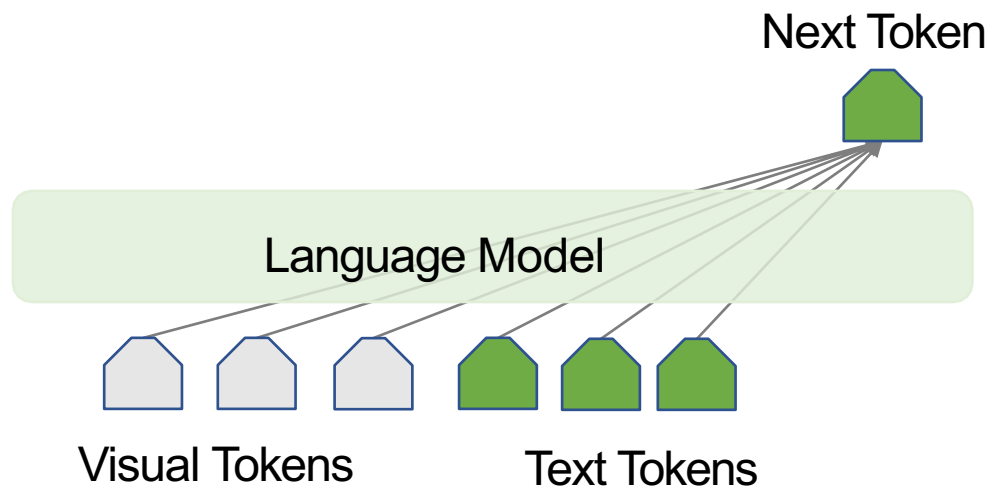 Next Token
Language Model
Visual Tokens
Text Tokens